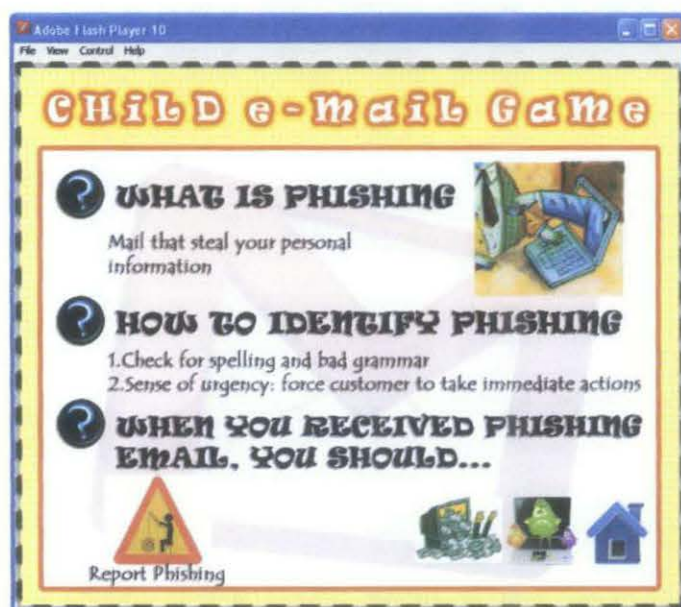 Adobe Flash Player 10
File View Control Help
CHiLD e-maiL Game
? WHAT IS PHISHING
Mail that steal your personal
information
? HOW TO IDENTIFY PHISHING
1.Check for spelling and bad grammar
2.Sense of urgency: force customer to take immediate actions
? WHEN YOU RECEIVED PHISHING
EMAIL, YOU SHOULD...
Report Phishing